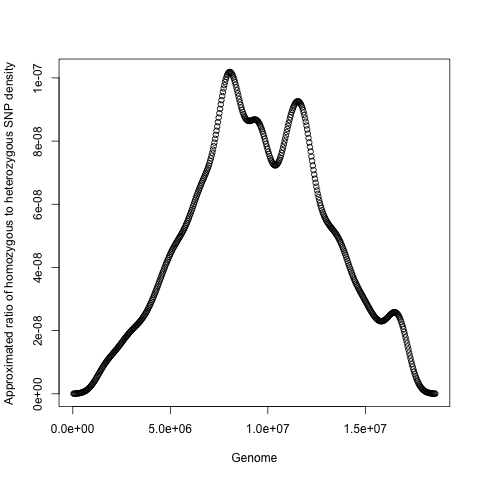 Approximated ratio of homozygous to heterozygous SNP density
1e-07
8e-08
6e-08
4e-08
2e-08
0e+00
0.0e+00 5.0e+06 1.0e+07 1.5e+07
Genome